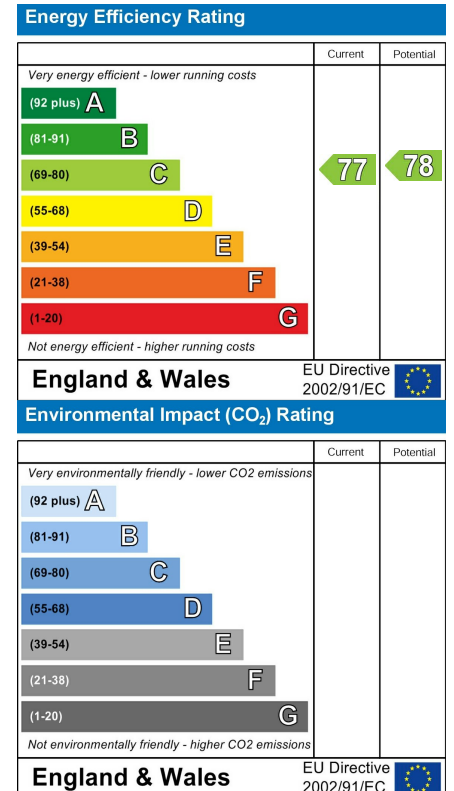 Energy Efficiency Rating
Current Potential
Very energy efficient - lower running costs
(92 plus) A
(81-91) B
(69-80) C 77 78
(55-68) D
(39-54) E
(21-38) F
(1-20) G
Not energy efficient - higher running costs
England & Wales EU Directive
2002/91/EC
Environmental Impact (CO₂) Rating
Current Potential
Very environmentally friendly - lower CO2 emissions
(92 plus) A
(81-91) B
(69-80) C
(55-68) D
(39-54) E
(21-38) F
(1-20) G
Not environmentally friendly - higher CO2 emissions
England & Wales EU Directive
2002/91/EC